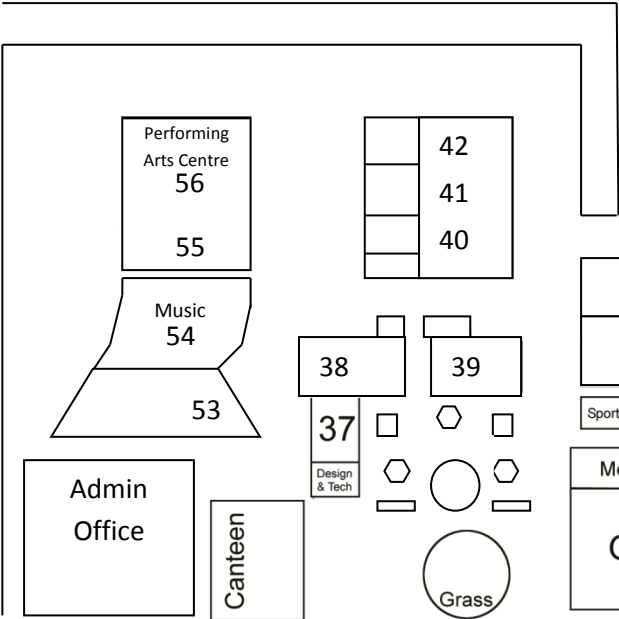 Performing
Arts Centre
56
55
42
41
40
Music
54
38
39
53
37
Sport
Design
& Tech
Admin
Office
Canteen
Grass